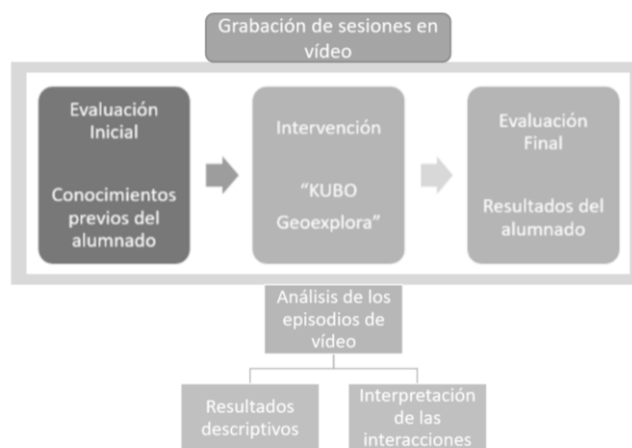 Grabación de sesiones en
vídeo
Evaluación
Inicial
Conocimientos
previos del
alumnado
Intervención
“KUBO
Geoexplora”
Evaluación
Final
Resultados del
alumnado
Análisis de los
episodios de
vídeo
Resultados
descriptivos
Interpretación
de las
interacciones